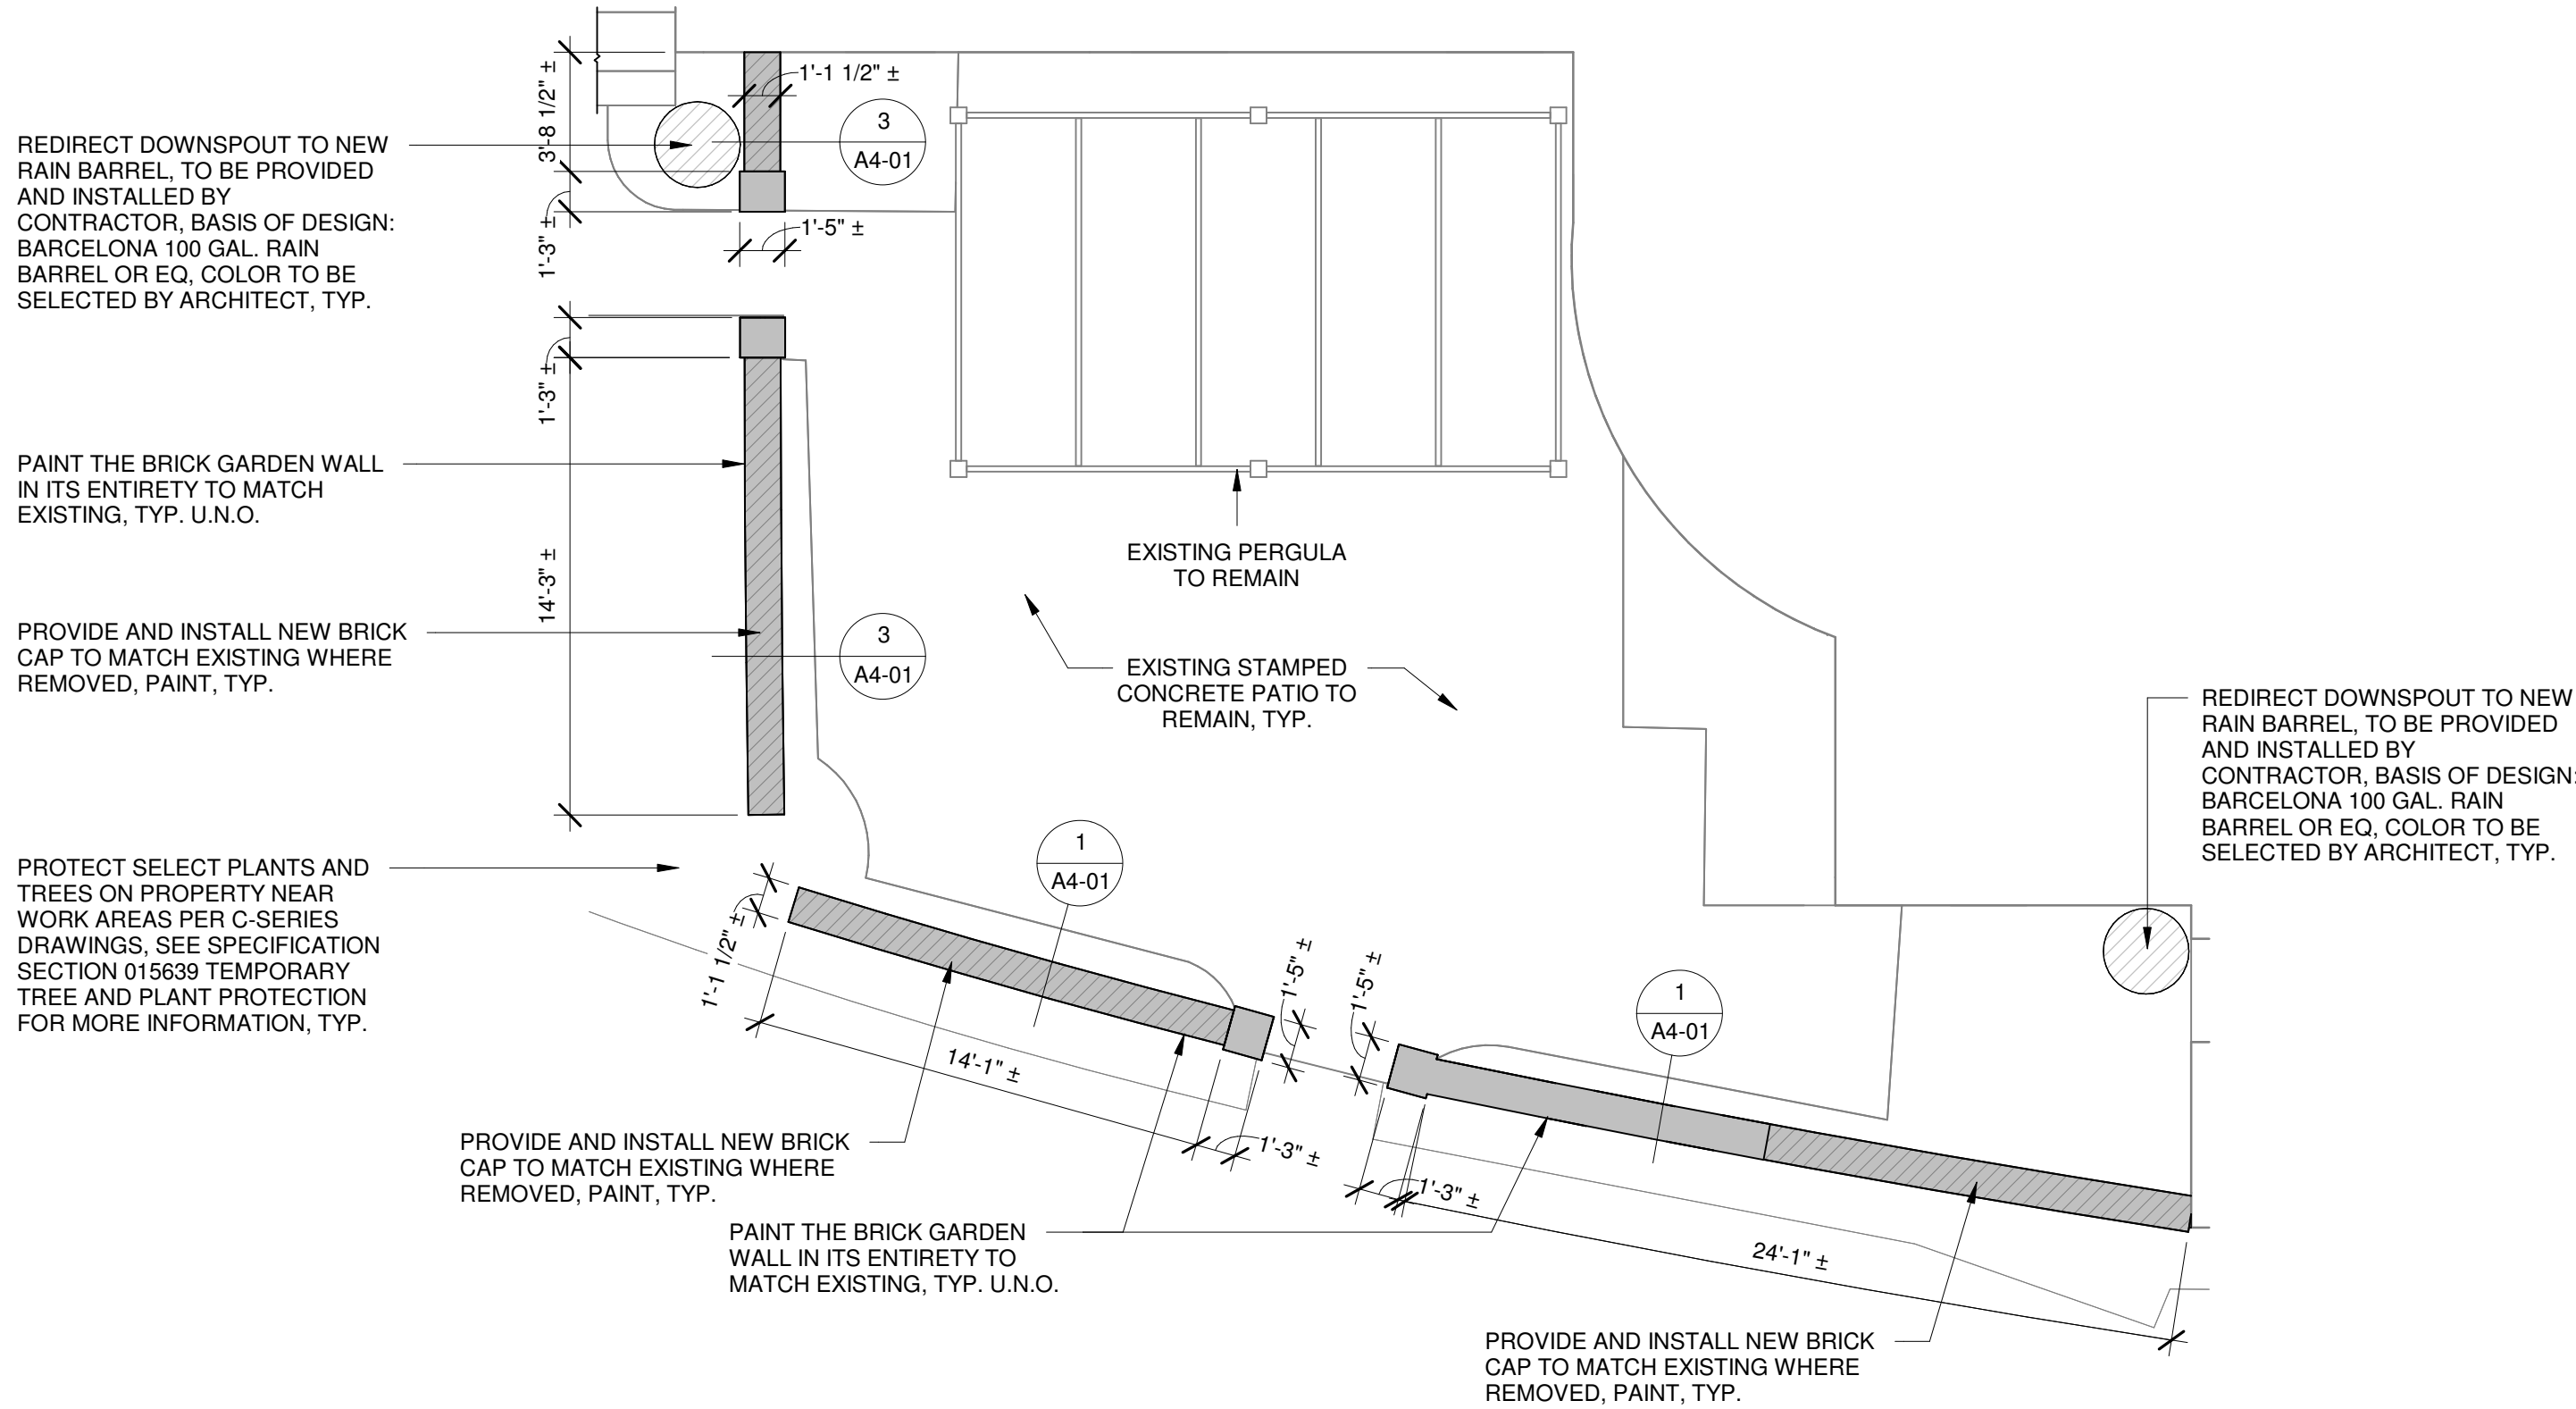 3'-8 1/2" ±
1'-1 1/2" ±
3
A4-01
REDIRECT DOWNSPOUT TO NEW
RAIN BARREL, TO BE PROVIDED
AND INSTALLED BY
CONTRACTOR, BASIS OF DESIGN:
BARCELONA 100 GAL. RAIN
BARREL OR EQ, COLOR TO BE
SELECTED BY ARCHITECT, TYP.
1'-3" ±
1'-5" ±
1'-3" ±
PAINT THE BRICK GARDEN WALL
IN ITS ENTIRETY TO MATCH
EXISTING, TYP. U.N.O.
14'-3" ±
EXISTING PERGULA
TO REMAIN
PROVIDE AND INSTALL NEW BRICK
CAP TO MATCH EXISTING WHERE
REMOVED, PAINT, TYP.
3
A4-01
EXISTING STAMPED
CONCRETE PATIO TO
REMAIN, TYP.
REDIRECT DOWNSPOUT TO NEW
RAIN BARREL, TO BE PROVIDED
AND INSTALLED BY
CONTRACTOR, BASIS OF DESIGN:
BARCELONA 100 GAL. RAIN
BARREL OR EQ, COLOR TO BE
SELECTED BY ARCHITECT, TYP.
PROTECT SELECT PLANTS AND
TREES ON PROPERTY NEAR
WORK AREAS PER C-SERIES
DRAWINGS, SEE SPECIFICATION
SECTION 015639 TEMPORARY
TREE AND PLANT PROTECTION
FOR MORE INFORMATION, TYP.
1
A4-01
1'-1 1/2" ±
1'-5" ±
1'-5" ±
1
A4-01
14'-1" ±
1'-3" ±
1'-3" ±
24'-1" ±
PROVIDE AND INSTALL NEW BRICK
CAP TO MATCH EXISTING WHERE
REMOVED, PAINT, TYP.
PAINT THE BRICK GARDEN
WALL IN ITS ENTIRETY TO
MATCH EXISTING, TYP. U.N.O.
PROVIDE AND INSTALL NEW BRICK
CAP TO MATCH EXISTING WHERE
REMOVED, PAINT, TYP.